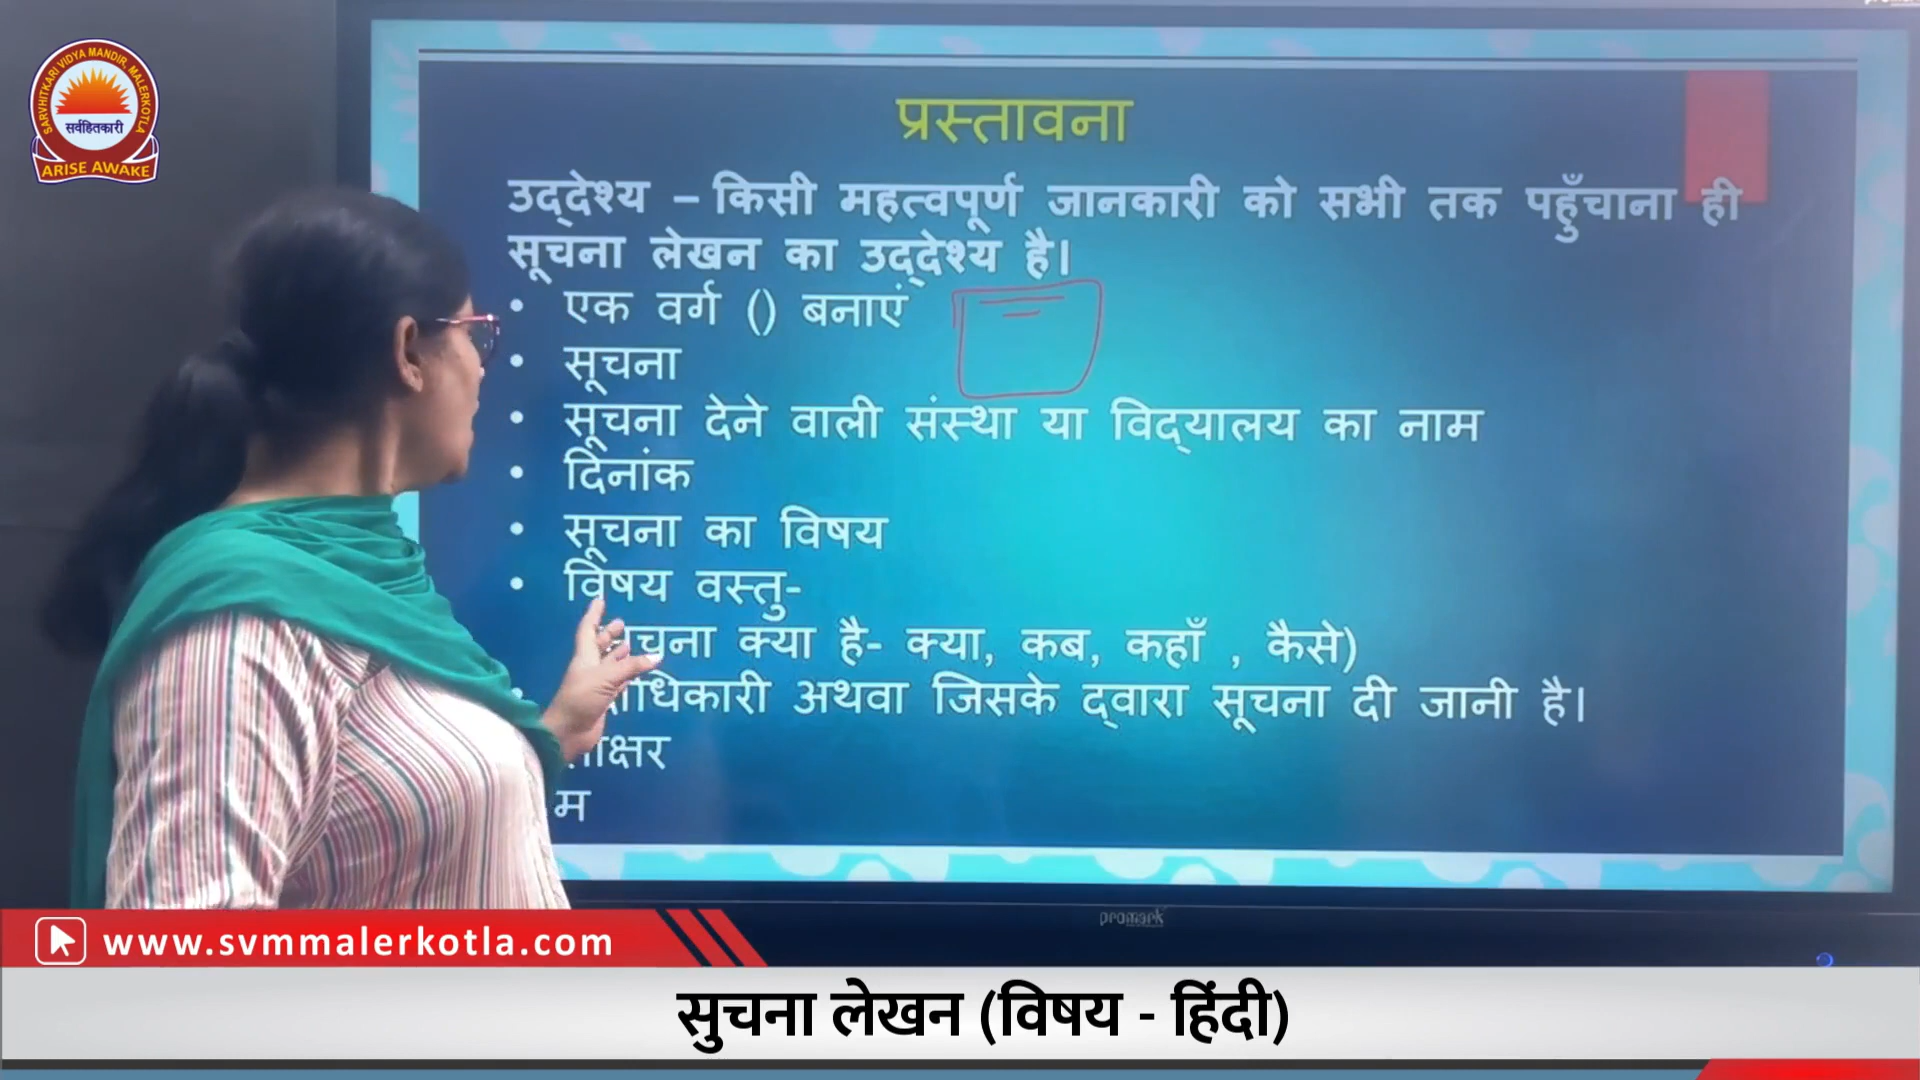 SARVHITKARI VIDYA MANDIR, MALERKOTLA
सर्वहितकारी
ARISE AWAKE
प्रस्तावना
उद्देश्य – किसी महत्वपूर्ण जानकारी को सभी तक पहुँचाना ही
सूचना लेखन का उद्देश्य है।
• एक वर्ग () बनाएं
• सूचना
• सूचना देने वाली संस्था या विद्यालय का नाम
• दिनांक
• सूचना का विषय
• विषय वस्तु-
क्या है- क्या, कब, कहाँ , कैसे)
अथवा जिसके द्वारा सूचना दी जानी है।
promark
www.svmmalerkotla.com
सुचना लेखन (विषय - हिंदी)